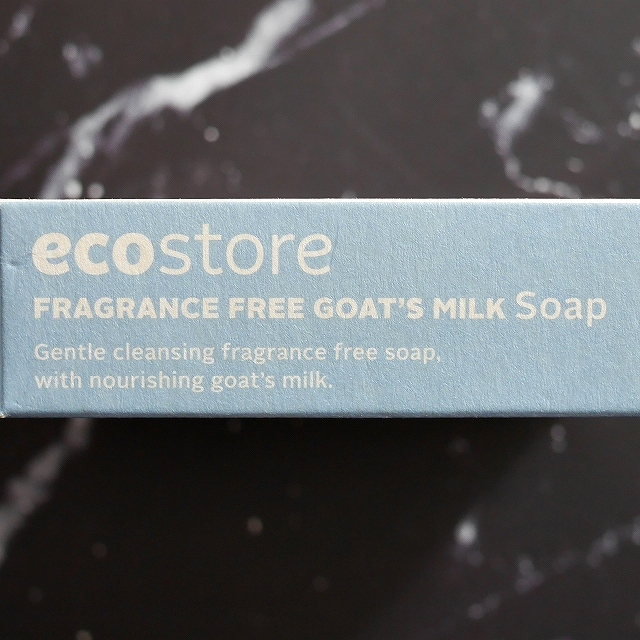 ecostore
FRAGRANCE FREE GOAT'S MILK Soap
Gentle cleansing fragrance free soap,
with nourishing goat's milk.